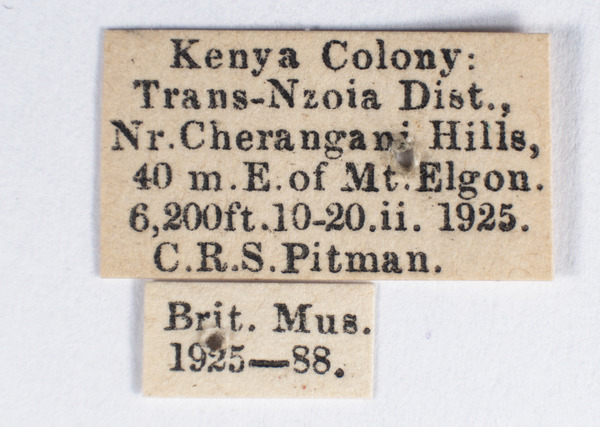 Kenya Colony:
Trans-Nzoia Dist.,
Nr.Cherangani Hills,
40 m.E.of Mt.Elgon.
6,200ft.10-20.ii. 1925.
C.R.S.Pitman.
Brit. Mus.
1925—88.